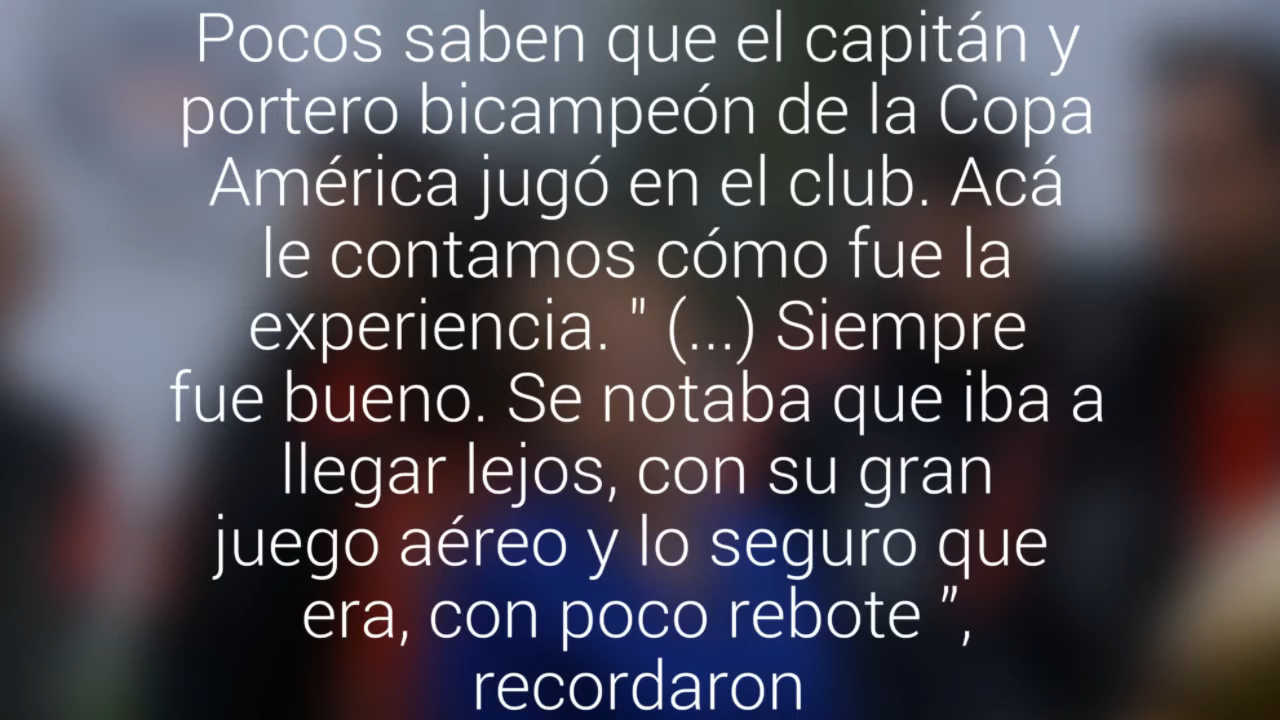 Pocos saben que el capitán y
portero bicampeón de la Copa
América jugó en el club. Acá
le contamos cómo fue la
experiencia. " (...) Siempre
fue bueno. Se notaba que iba a
llegar lejos, con su gran
juego aéreo y lo seguro que
era, con poco rebote ”,
recordaron